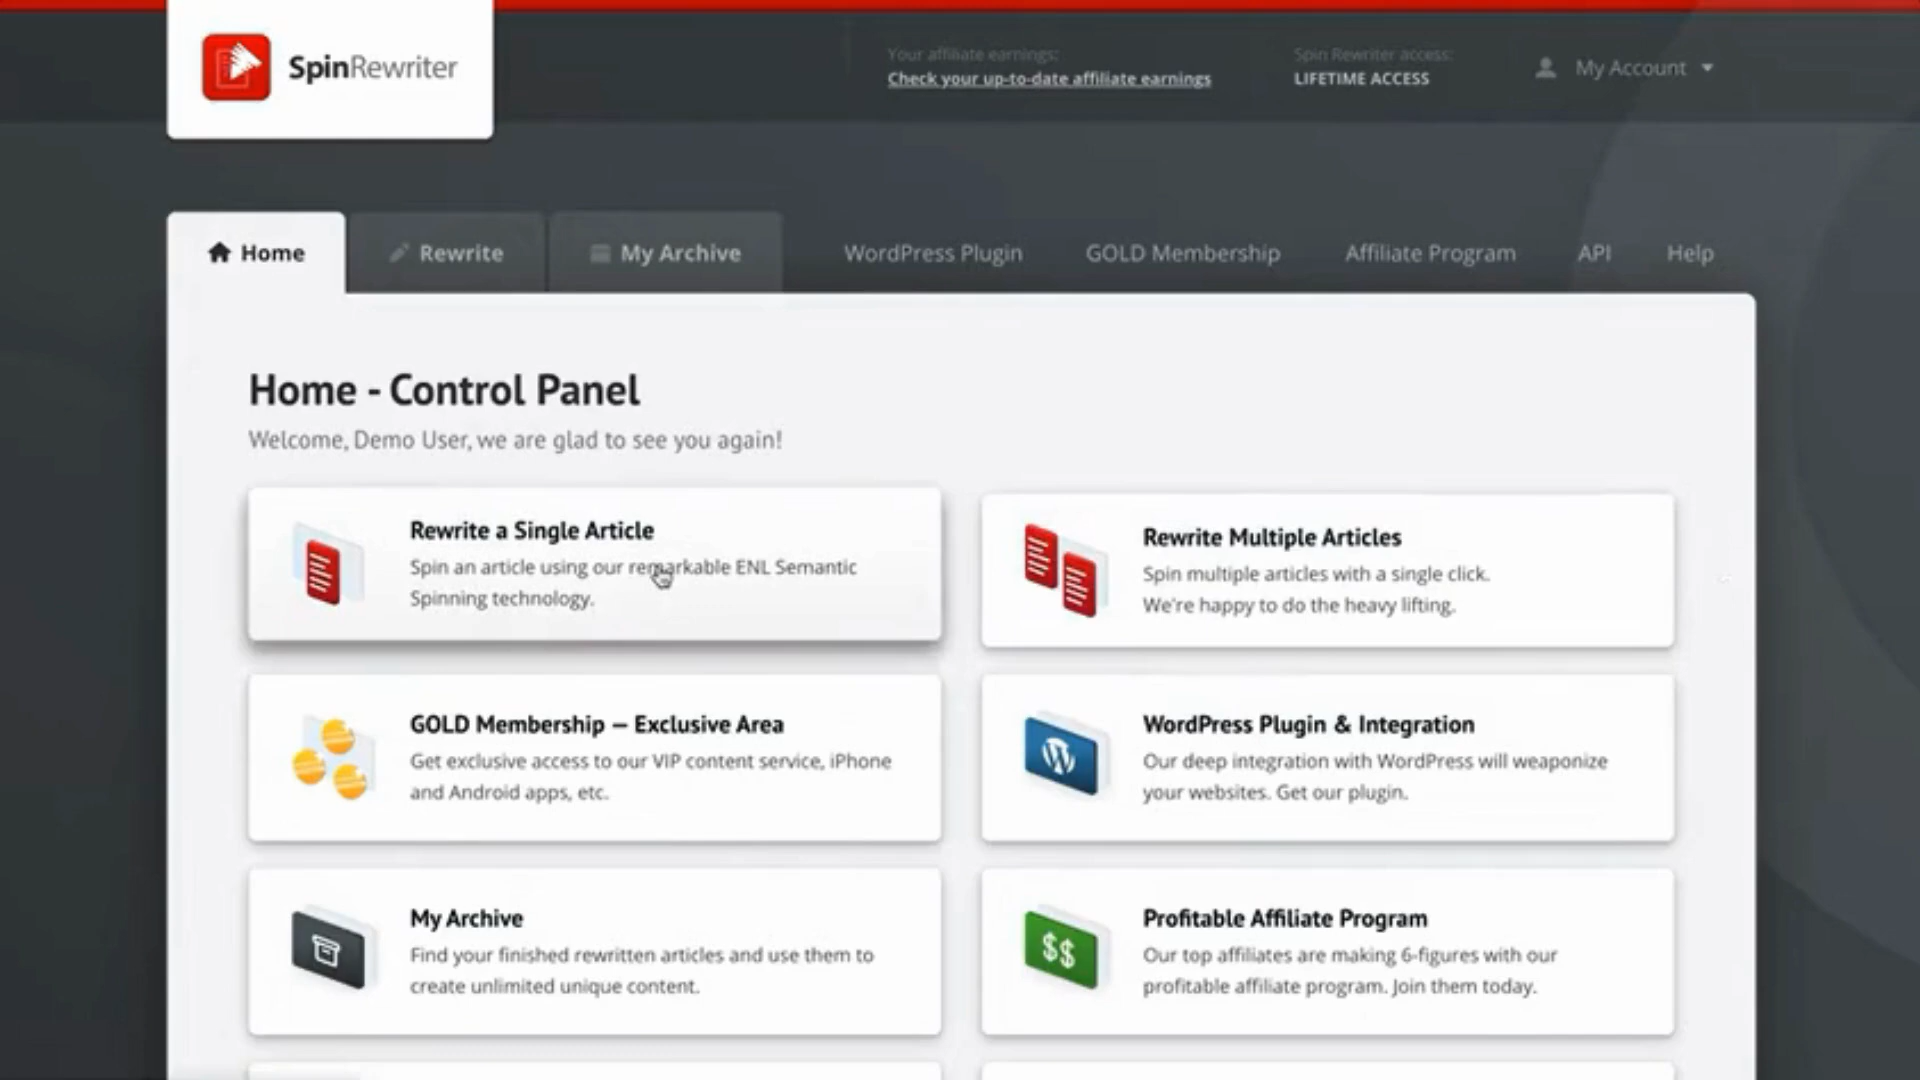 SpinRewriter
Your affiliate earnings:
Check your up-to-date affiliate earnings
Spin Rewriter access:
LIFETIME ACCESS
My Account
Home
Rewrite
My Archive
WordPress Plugin
GOLD Membership
Affiliate Program
API
Help
Home - Control Panel
Welcome, Demo User, we are glad to see you again!
Rewrite a Single Article
Spin an article using our remarkable ENL Semantic
Spinning technology.
Rewrite Multiple Articles
Spin multiple articles with a single click.
We're happy to do the heavy lifting.
GOLD Membership – Exclusive Area
Get exclusive access to our VIP content service, iPhone
and Android apps, etc.
WordPress Plugin & Integration
Our deep integration with WordPress will weaponize
your websites. Get our plugin.
My Archive
Find your finished rewritten articles and use them to
create unlimited unique content.
$$
Profitable Affiliate Program
Our top affiliates are making 6-figures with our
profitable affiliate program. Join them today.